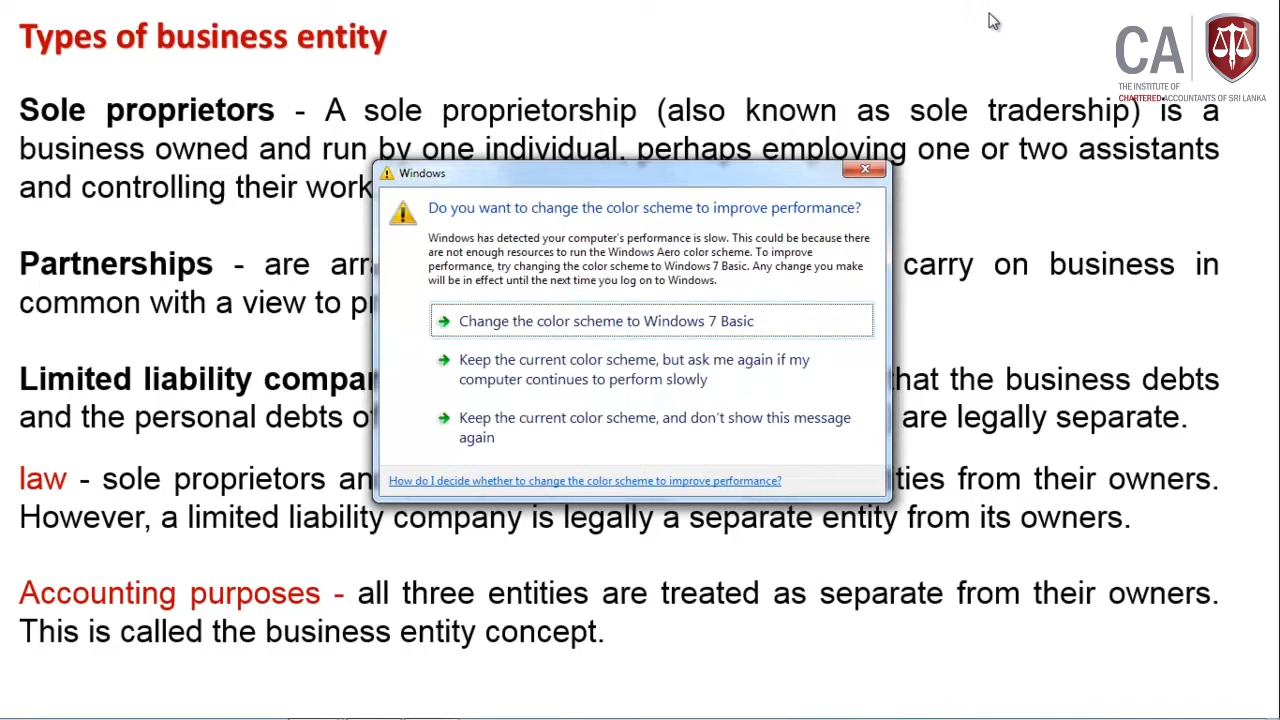 Types of business entity
CA
THE INSTITUTE OF
CHARTERED ACCOUNTANTS OF SRI LANKA
Sole proprietors - A sole proprietorship (also known as sole tradership) is a
business owned and run by one individual, perhaps employing one or two assistants
and controlling their work
Windows
Do you want to change the color scheme to improve performance?
Windows has detected your computer's performance is slow. This could be because there
are not enough resources to run the Windows Aero color scheme. To improve
performance, try changing the color scheme to Windows 7 Basic. Any change you make
will be in effect until the next time you log on to Windows.
Change the color scheme to Windows 7 Basic
Keep the current color scheme, but ask me again if my
computer continues to perform slowly
Keep the current color scheme, and don't show this message
again
How do I decide whether to change the color scheme to improve performance?
Partnerships - are carry on business in
common with a view to
Limited liability that the business debts
and the personal debts are legally separate.
law - sole proprietors from their owners.
However, a limited liability company is legally a separate entity from its owners.
Accounting purposes - all three entities are treated as separate from their owners.
This is called the business entity concept.